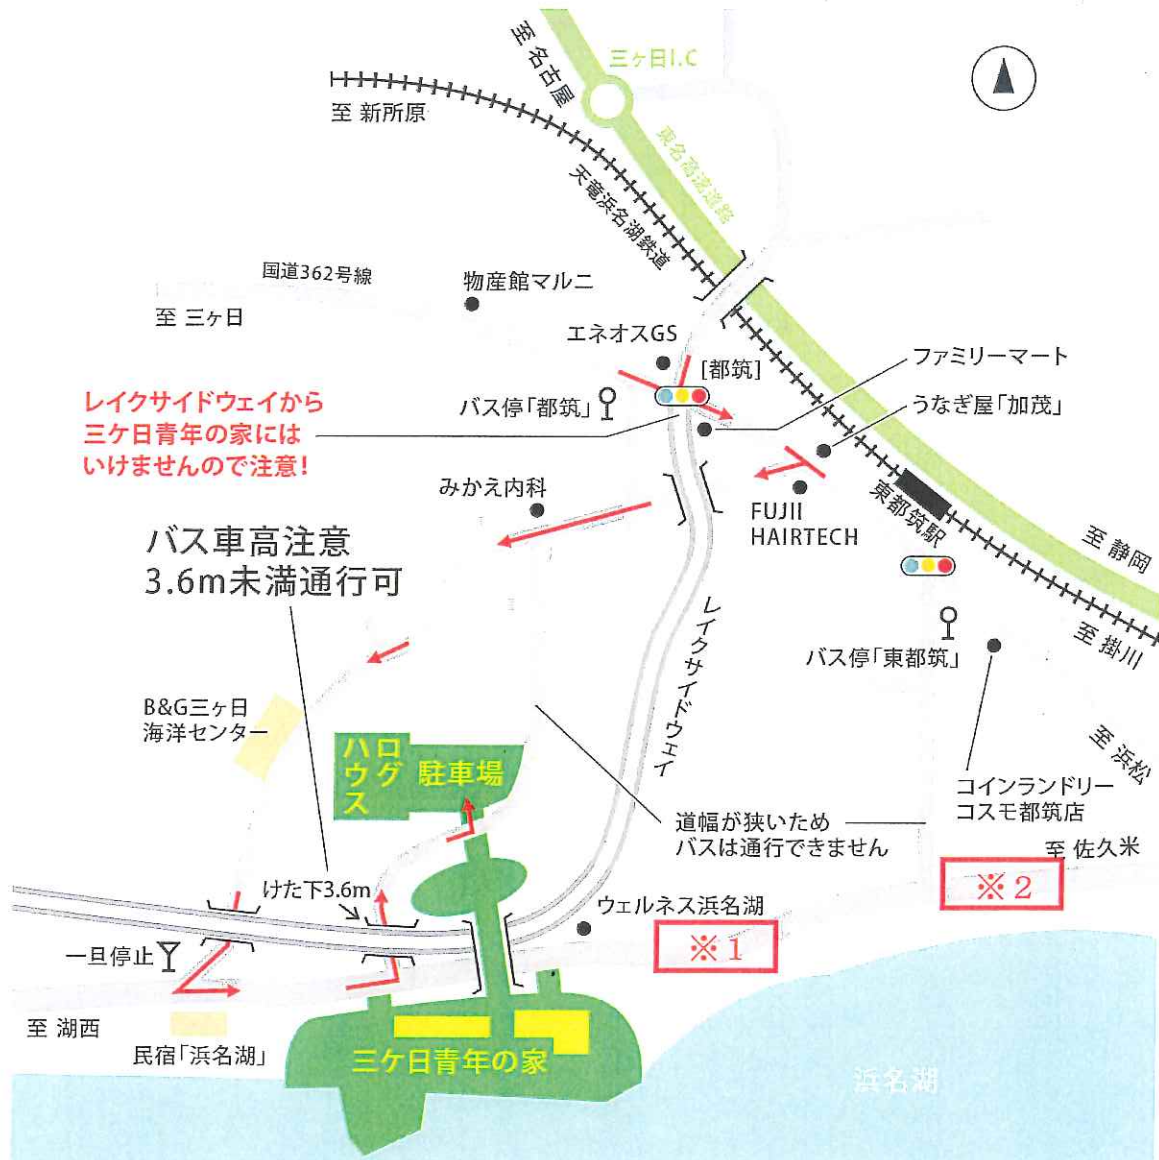 至 名古屋
三ヶ日I.C
至 新所原
東名高速道路
天竜浜名湖鉄道
国道362号線
物産館マルニ
至 三ヶ日
エネオスGS
[都筑]
ファミリーマート
バス停「都筑」
うなぎ屋「加茂」
レイクサイドウェイから
三ケ日青年の家には
いけませんので注意!
みかえ内科
FUJII
HAIRTECH
東都筑駅
至 静岡
バス車高注意
3.6m未満通行可
至 掛川
バス停「東都筑」
レイクサイドウェイ
B&G三ヶ日
海洋センター
至 浜松
ログ
ハウス
駐車場
コインランドリー
コスモ都筑店
道幅が狭いため
バスは通行できません
至 佐久米
けた下3.6m
※2
ウェルネス浜名湖
※1
一旦停止
至 湖西
民宿「浜名湖」
三ケ日青年の家
浜名湖